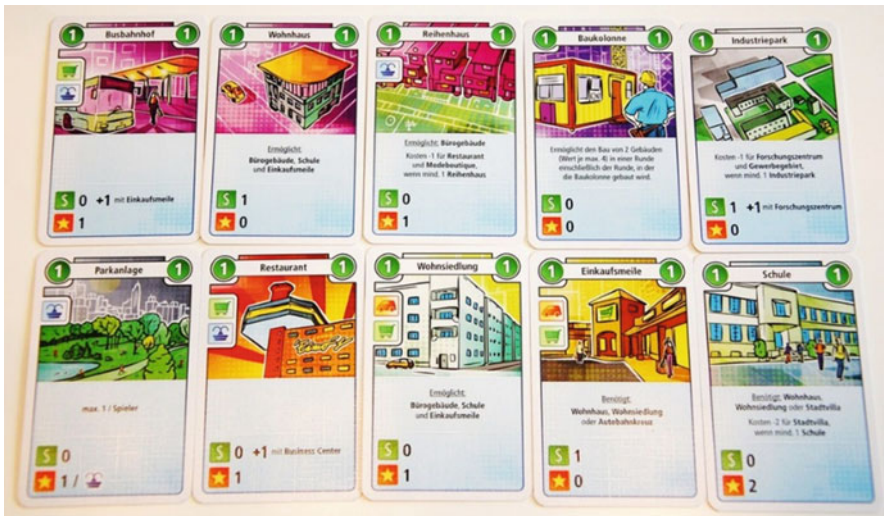 1 Busbahnhof 1
S 0 +1 mit Einkaufsmeile
1
1 Wohnhaus 1
Ermöglicht:
Bürogebäude, Schule
und Einkaufsmeile
S 1
0
1 Reihenhaus 1
Ermöglicht: Bürogebäude
Kosten -1 für Restaurant
und Modeboutique,
wenn mind. 1 Reihenhaus
S 0
1
1 Baukolonne 1
Ermöglicht den Bau von 2 Gebäuden
(Wert je max. 4) in einer Runde
einschließlich der Runde, in der
die Baukolonne gebaut wird.
S 0
0
1 Industriepark 1
Kosten -1 für Forschungszentrum
und Gewerbegebiet,
wenn mind. 1 Industriepark
S 1 +1 mit Forschungszentrum
0
1 Parkanlage 1
max. 1 / Spieler
S 0
1 /
1 Restaurant 1
S 0 +1 mit Business Center
1
1 Wohnsiedlung 1
Ermöglicht:
Bürogebäude, Schule
und Einkaufsmeile
S 0
1
1 Einkaufsmeile 1
Benötigt:
Wohnhaus, Wohnsiedlung
oder Autobahnkreuz
S 1
0
1 Schule 1
Benötigt: Wohnhaus,
Wohnsiedlung oder Stadtvilla
Kosten -2 für Stadtvilla,
wenn mind. 1 Schule
S 0
2